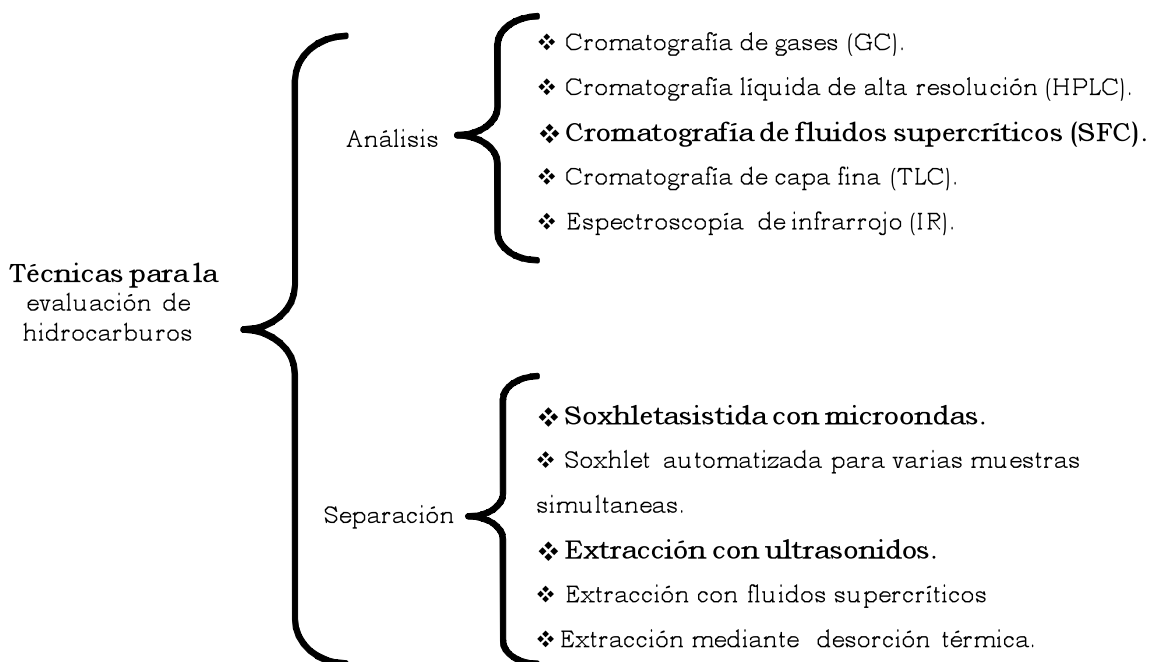 ❖ Cromatografía de gases (GC).
❖ Cromatografía líquida de alta resolución (HPLC).
Análisis
❖ Cromatografía de fluidos supercríticos (SFC).
❖ Cromatografía de capa fina (TLC).
❖ Espectroscopía de infrarrojo (IR).
Técnicas para la
evaluación de
hidrocarburos
❖ Soxhletasistida con microondas.
❖ Soxhlet automatizada para varias muestras
simultaneas.
Separación
❖ Extracción con ultrasonidos.
❖ Extracción con fluidos supercríticos
❖ Extracción mediante desorción térmica.